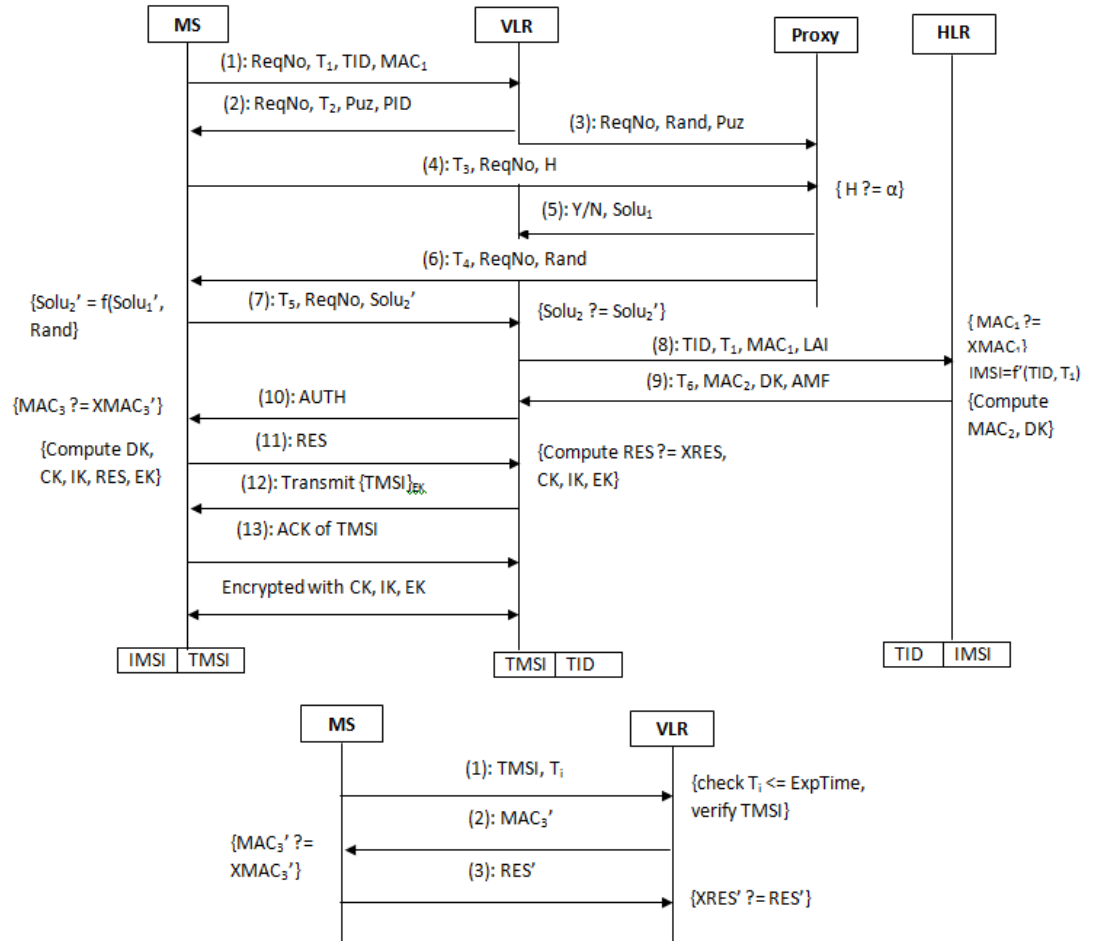 MS
VLR
Proxy
HLR
(1): ReqNo, T₁, TID, MAC₁
(2): ReqNo, T₂, Puz, PID
(3): ReqNo, Rand, Puz
(4): T₃, ReqNo, H
{ H ?= α}
(5): Y/N, Solu₁
(6): T₄, ReqNo, Rand
{Solu₂' = f(Solu₁',
Rand}
(7): T₅, ReqNo, Solu₂'
{Solu₂ ?= Solu₂'}
{ MAC₁ ?=
XMAC₁}
IMSI=f'(TID, T₁)
(8): TID, T₁, MAC₁, LAI
(9): T₆, MAC₂, DK, AMF
{Compute
MAC₂, DK}
(10): AUTH
{MAC₃ ?= XMAC₃'}
(11): RES
{Compute DK,
CK, IK, RES, EK}
{Compute RES ?= XRES,
CK, IK, EK}
(12): Transmit {TMSI}EK
(13): ACK of TMSI
Encrypted with CK, IK, EK
IMSI TMSI
TMSI TID
TID IMSI
MS
VLR
(1): TMSI, Tᵢ
{check Tᵢ <= ExpTime,
verify TMSI}
(2): MAC₃'
{MAC₃' ?=
XMAC₃'}
(3): RES'
{XRES' ?= RES'}